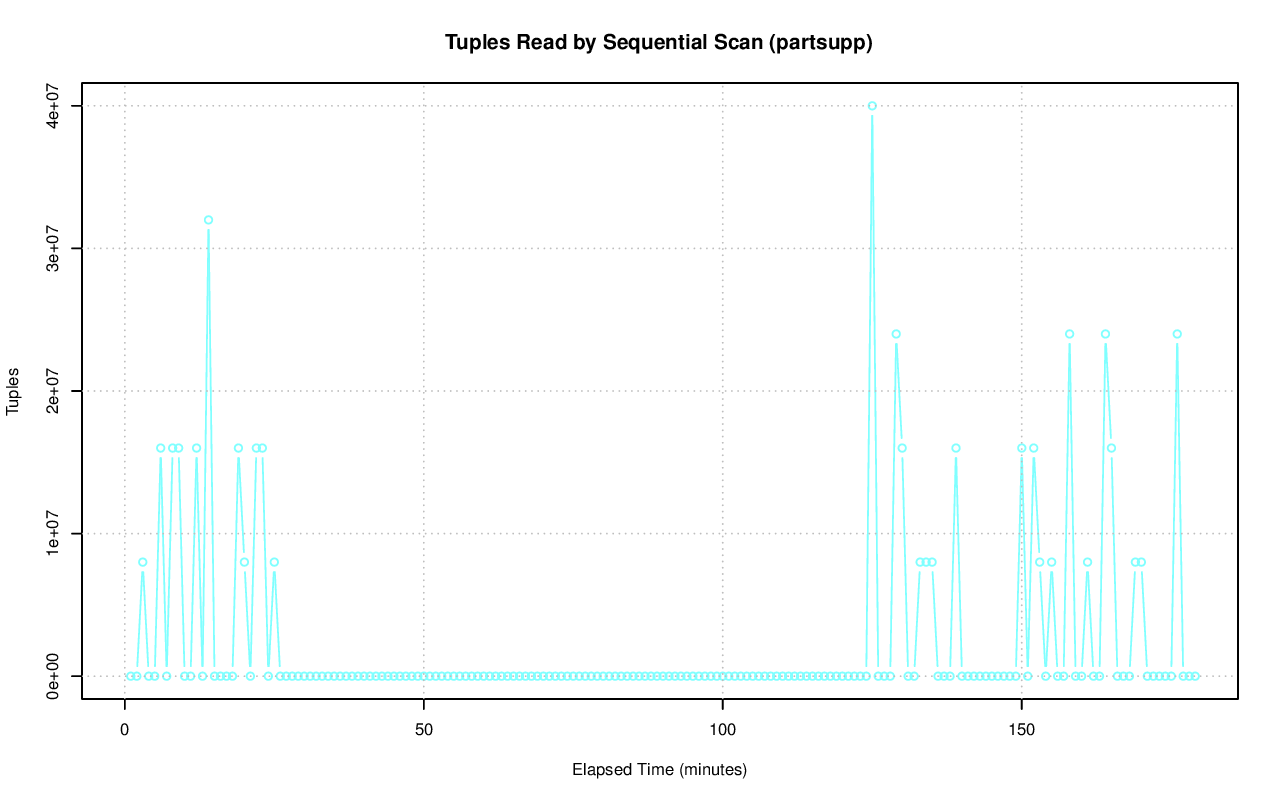 Tuples Read by Sequential Scan (partsupp)
4e+07
3e+07
2e+07
1e+07
0e+00
Tuples
0 50 100 150
Elapsed Time (minutes)